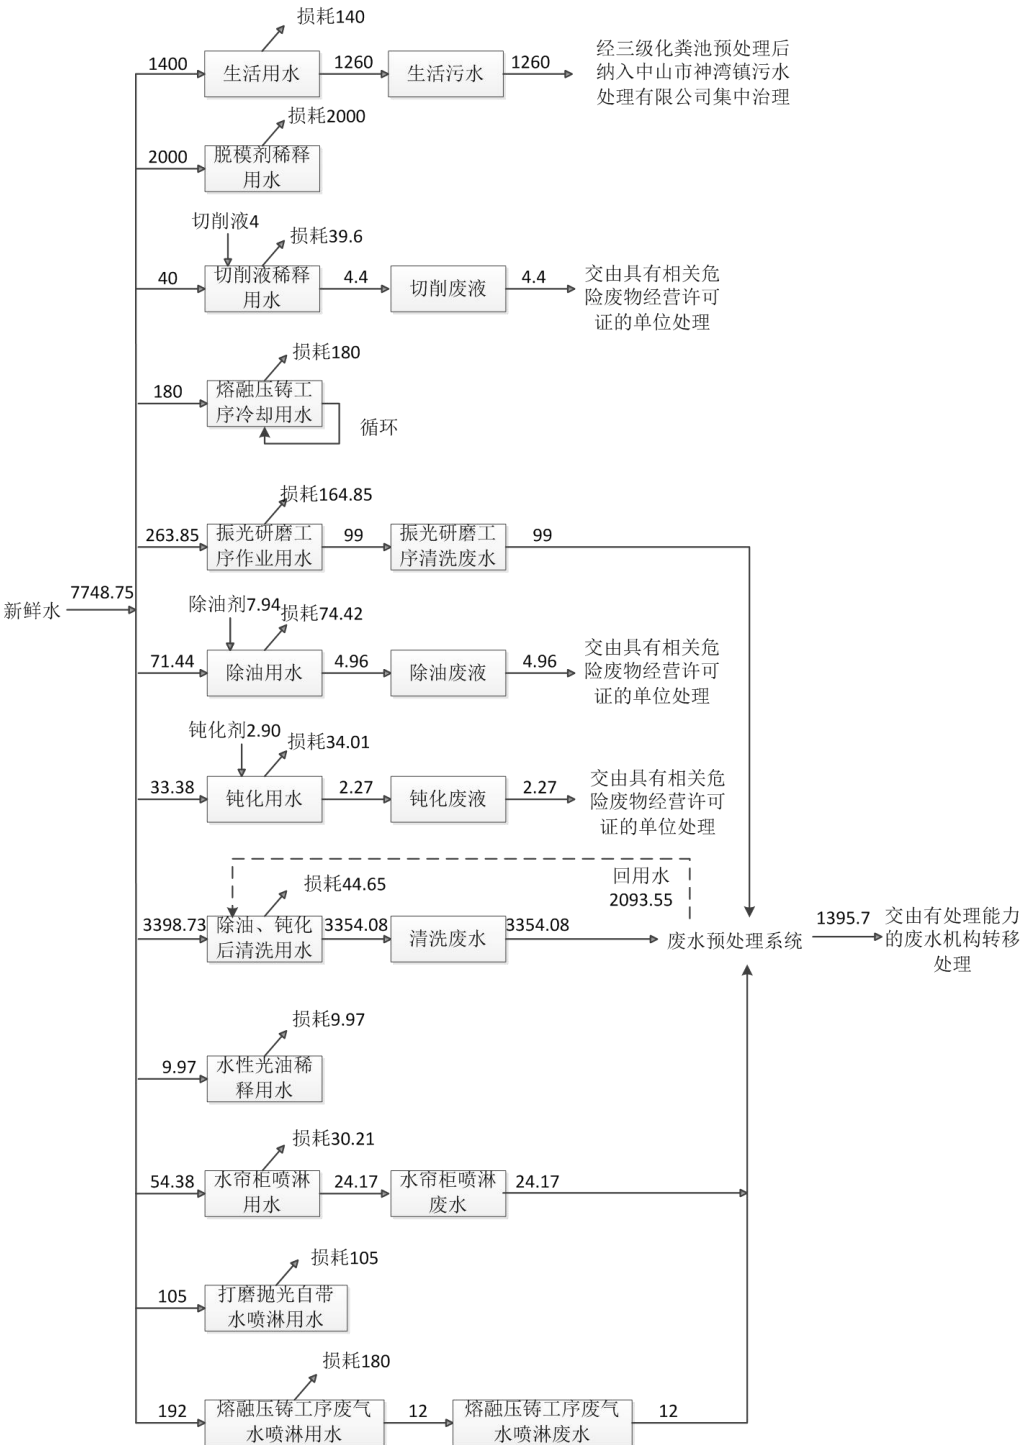 损耗140
1400
生活用水
1260
生活污水
1260
经三级化粪池预处理后
纳入中山市神湾镇污水
处理有限公司集中治理
损耗2000
2000
脱模剂稀释
用水
切削液4
损耗39.6
40
切削液稀释
用水
4.4
切削废液
4.4
交由具有相关危
险废物经营许可
证的单位处理
损耗180
180
熔融压铸工
序冷却用水
循环
损耗164.85
263.85
振光研磨工
序作业用水
99
振光研磨工
序清洗废水
99
新鲜水
7748.75
除油剂7.94
损耗74.42
71.44
除油用水
4.96
除油废液
4.96
交由具有相关危
险废物经营许可
证的单位处理
钝化剂2.90
损耗34.01
33.38
钝化用水
2.27
钝化废液
2.27
交由具有相关危
险废物经营许可
证的单位处理
回用水
2093.55
损耗44.65
3398.73
除油、钝化
后清洗用水
3354.08
清洗废水
3354.08
废水预处理系统
1395.7
交由有处理能力
的废水机构转移
处理
损耗9.97
9.97
水性光油稀
释用水
损耗30.21
54.38
水帘柜喷淋
用水
24.17
水帘柜喷淋
废水
24.17
损耗105
105
打磨抛光自带
水喷淋用水
损耗180
192
熔融压铸工序废气
水喷淋用水
12
熔融压铸工序废气
水喷淋废水
12